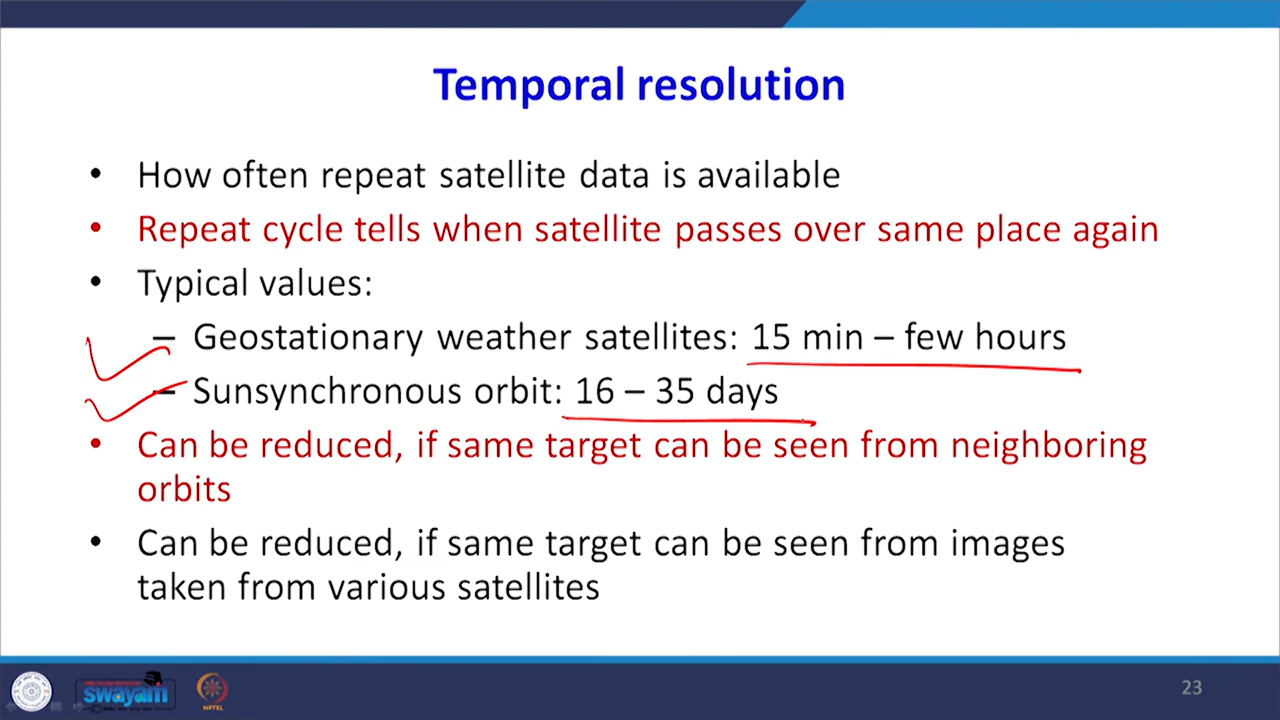 Temporal resolution
• How often repeat satellite data is available
• Repeat cycle tells when satellite passes over same place again
• Typical values:
– Geostationary weather satellites: 15 min – few hours
– Sunsynchronous orbit: 16 – 35 days
• Can be reduced, if same target can be seen from neighboring
orbits
• Can be reduced, if same target can be seen from images
taken from various satellites
swayam
NPTEL
23